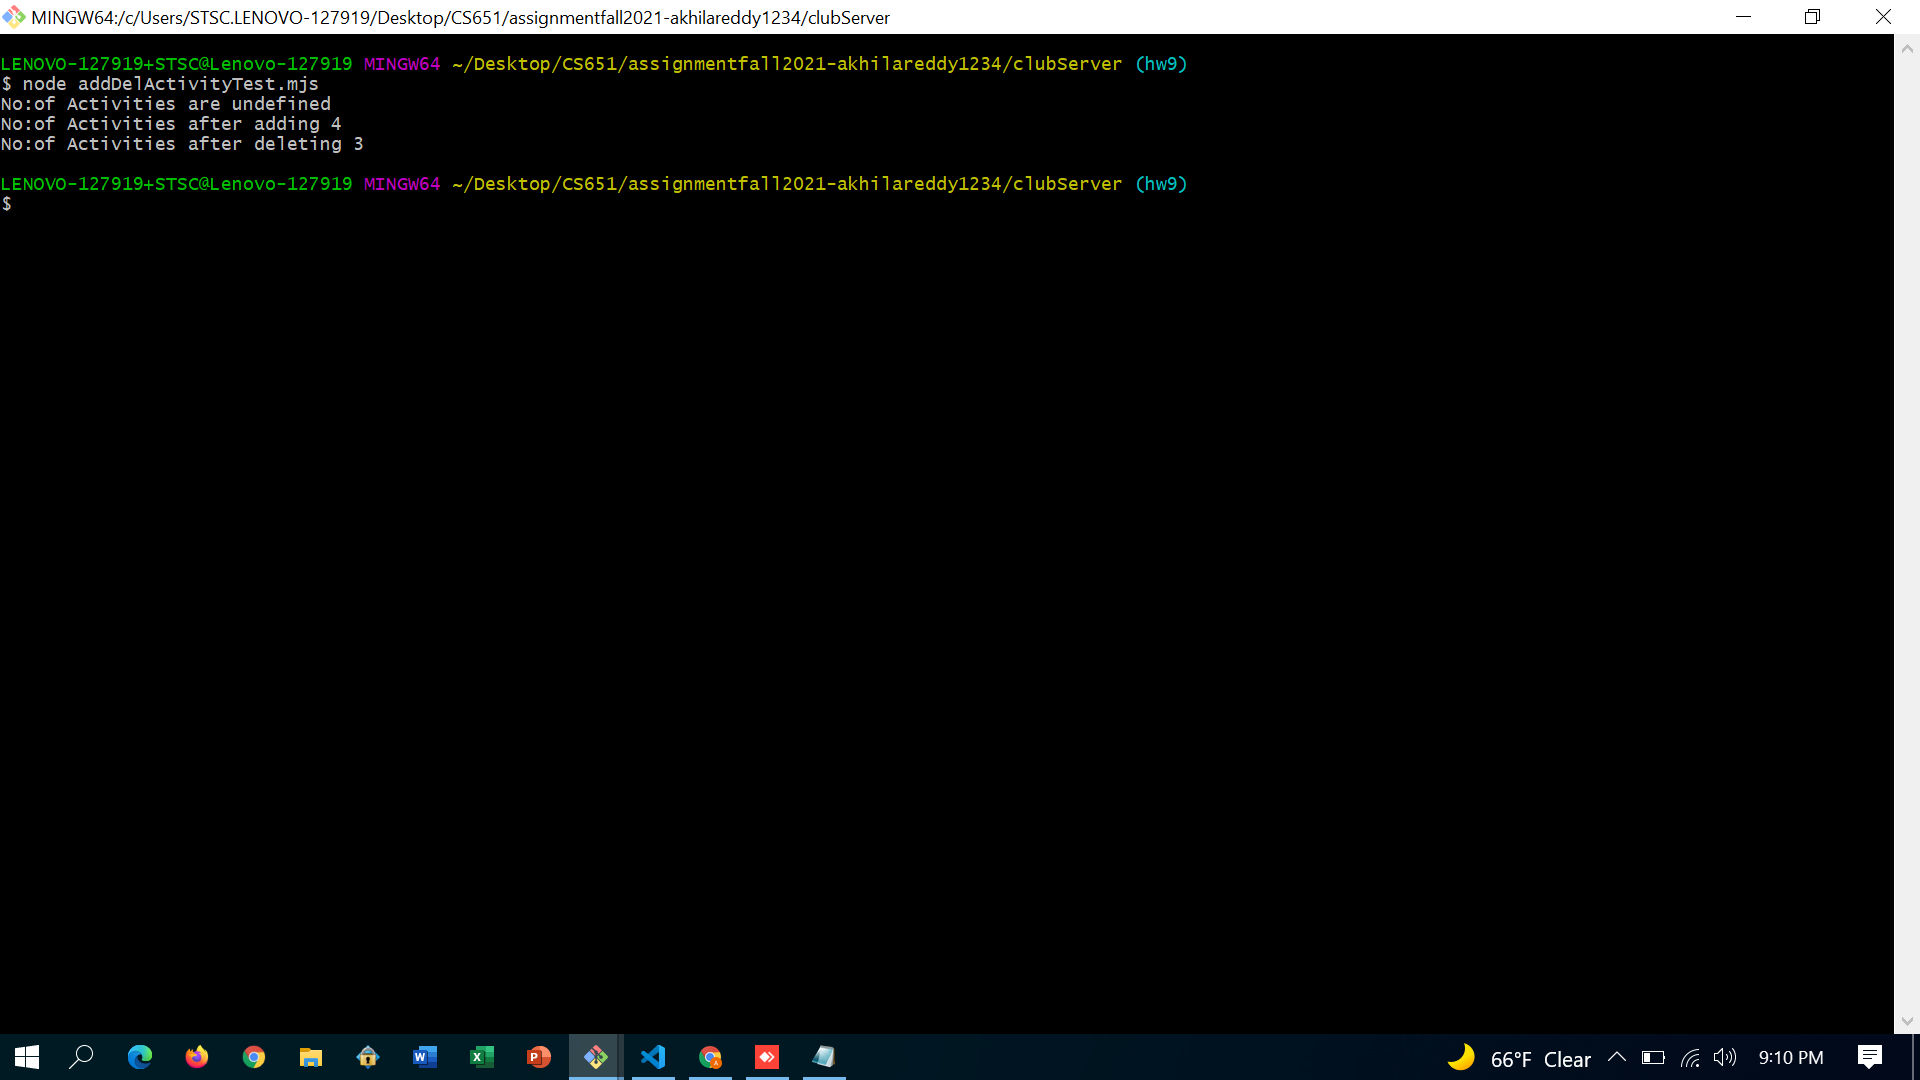 MINGW64:/c/Users/STSC.LENOVO-127919/Desktop/CS651/assignmentfall2021-akhilareddy1234/clubServer
LENOVO-127919+STSC@Lenovo-127919 MINGW64 ~/Desktop/CS651/assignmentfall2021-akhilareddy1234/clubServer (hw9)
$ node addDelActivityTest.mjs
No:of Activities are undefined
No:of Activities after adding 4
No:of Activities after deleting 3
LENOVO-127919+STSC@Lenovo-127919 MINGW64 ~/Desktop/CS651/assignmentfall2021-akhilareddy1234/clubServer (hw9)
$
66°F Clear 9:10 PM